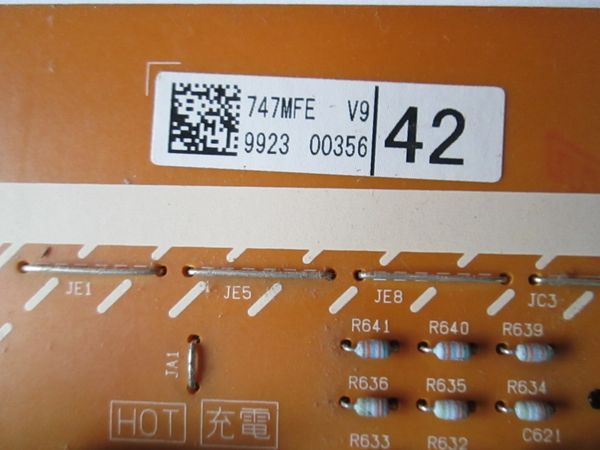 747MFE V9
9923 00356
42
JE1 JE5 JE8 JC3
R641 R640 R639
JA1
R636 R635 R634
HOT 充電
R633 R632 C621